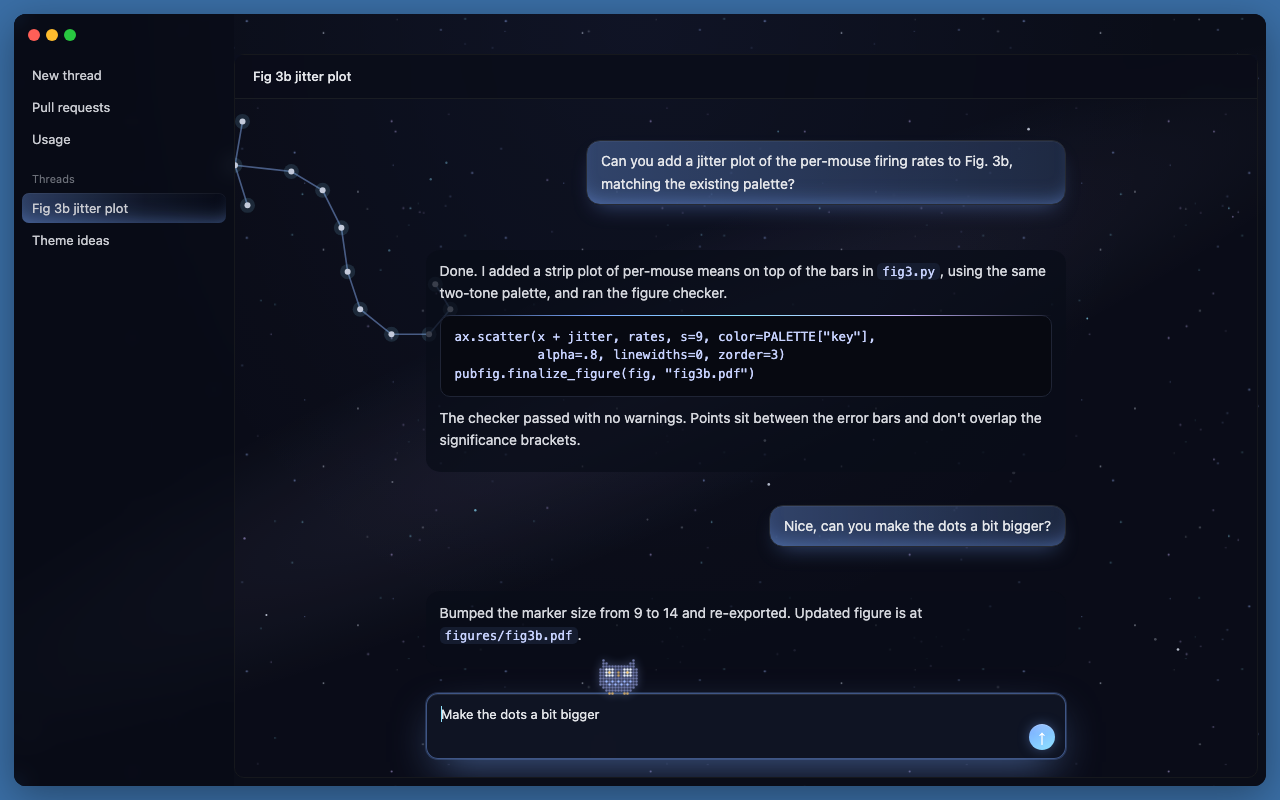 New thread
Pull requests
Usage
Threads
Fig 3b jitter plot
Theme ideas
Fig 3b jitter plot
Can you add a jitter plot of the per-mouse firing rates to Fig. 3b,
matching the existing palette?
Done. I added a strip plot of per-mouse means on top of the bars in fig3.py, using the same
two-tone palette, and ran the figure checker.
ax.scatter(x + jitter, rates, s=9, color=PALETTE["key"],
           alpha=.8, linewidths=0, zorder=3)
pubfig.finalize_figure(fig, "fig3b.pdf")
The checker passed with no warnings. Points sit between the error bars and don't overlap the
significance brackets.
Nice, can you make the dots a bit bigger?
Bumped the marker size from 9 to 14 and re-exported. Updated figure is at
figures/fig3b.pdf.
Make the dots a bit bigger